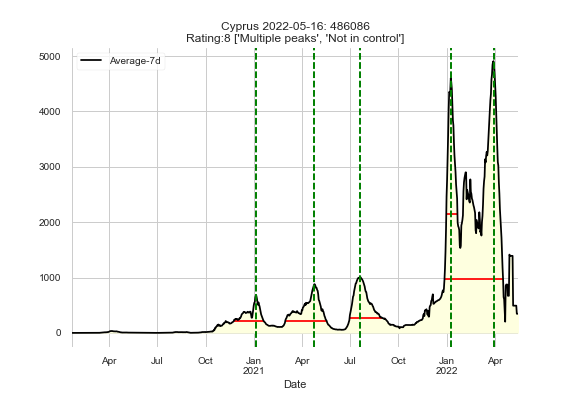 Cyprus 2022-05-16: 486086
Rating:8 ['Multiple peaks', 'Not in control']
Average-7d
5000
4000
3000
2000
1000
0
Apr Jul Oct Jan Apr Jul Oct Jan Apr
2021 2022
Date